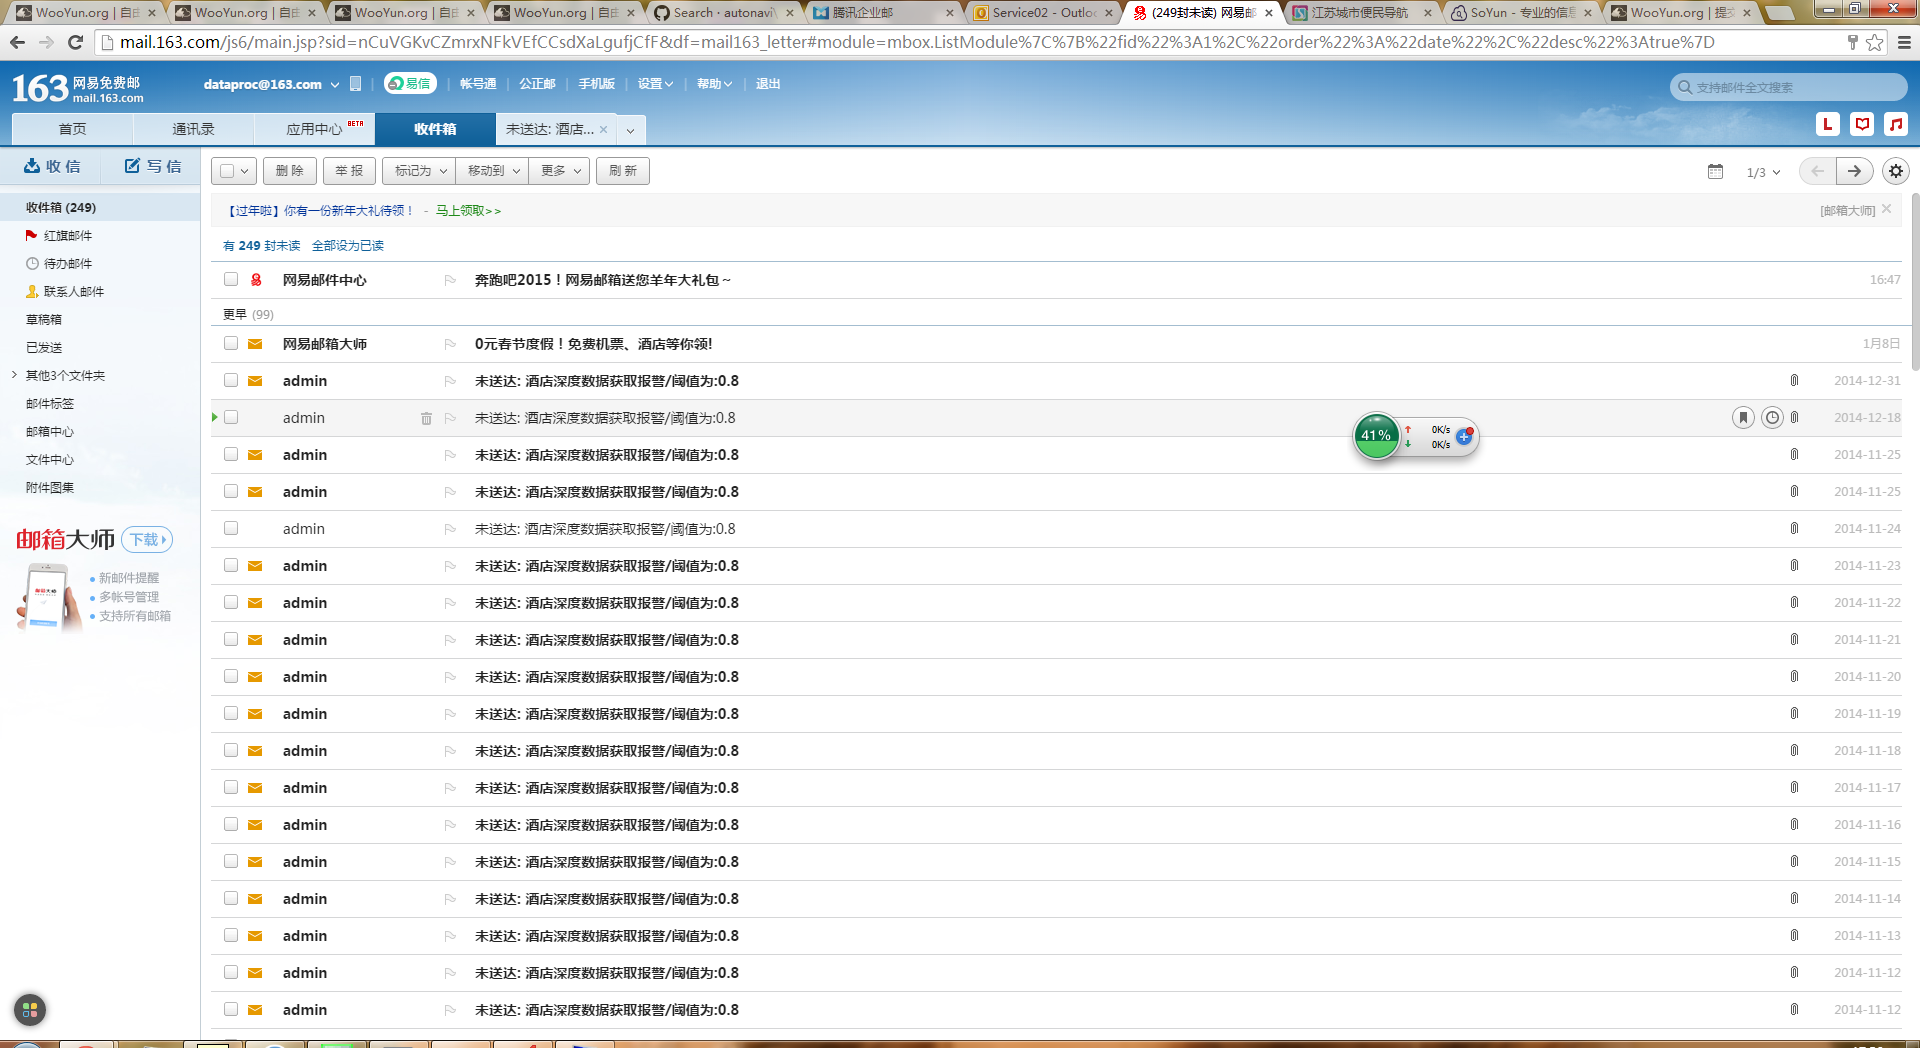 WooYun.org | 自由
WooYun.org | 自由
WooYun.org | 自由
WooYun.org | 自由
Search · autonavi
腾讯企业邮
Service02 - Outloo
(249封未读) 网易邮
江苏城市便民导航
SoYun - 专业的信息
WooYun.org | 提交
mail.163.com/js6/main.jsp?sid=nCuVGKvCZmrxNFkVEfCCsdXaLgufjCfF&df=mail163_letter#module=mbox.ListModule%7C%7B%22fid%22%3A1%2C%22order%22%3A%22date%22%2C%22desc%22%3Atrue%7D
163 网易免费邮
mail.163.com
dataproc@163.com
易信
帐号通
公正邮
手机版
设置
帮助
退出
支持邮件全文搜索
首页
通讯录
应用中心 BETA
收件箱
未送达: 酒店...
L
收 信
写 信
删 除
举 报
标记为
移动到
更多
刷 新
1/3
收件箱 (249)
红旗邮件
待办邮件
联系人邮件
草稿箱
已发送
其他3个文件夹
邮件标签
邮箱中心
文件中心
附件图集
邮箱大师 下载
新邮件提醒
多帐号管理
支持所有邮箱
【过年啦】你有一份新年大礼待领！ - 马上领取>> [邮箱大师]
有 249 封未读 全部设为已读
网易邮件中心 奔跑吧2015！网易邮箱送您羊年大礼包～ 16:47
更早 (99)
网易邮箱大师 0元春节度假！免费机票、酒店等你领! 1月8日
admin 未送达: 酒店深度数据获取报警/阈值为:0.8 2014-12-31
admin 未送达: 酒店深度数据获取报警/阈值为:0.8 2014-12-18
41% 0K/s
0K/s
admin 未送达: 酒店深度数据获取报警/阈值为:0.8 2014-11-25
admin 未送达: 酒店深度数据获取报警/阈值为:0.8 2014-11-25
admin 未送达: 酒店深度数据获取报警/阈值为:0.8 2014-11-24
admin 未送达: 酒店深度数据获取报警/阈值为:0.8 2014-11-23
admin 未送达: 酒店深度数据获取报警/阈值为:0.8 2014-11-22
admin 未送达: 酒店深度数据获取报警/阈值为:0.8 2014-11-21
admin 未送达: 酒店深度数据获取报警/阈值为:0.8 2014-11-20
admin 未送达: 酒店深度数据获取报警/阈值为:0.8 2014-11-19
admin 未送达: 酒店深度数据获取报警/阈值为:0.8 2014-11-18
admin 未送达: 酒店深度数据获取报警/阈值为:0.8 2014-11-17
admin 未送达: 酒店深度数据获取报警/阈值为:0.8 2014-11-16
admin 未送达: 酒店深度数据获取报警/阈值为:0.8 2014-11-15
admin 未送达: 酒店深度数据获取报警/阈值为:0.8 2014-11-14
admin 未送达: 酒店深度数据获取报警/阈值为:0.8 2014-11-13
admin 未送达: 酒店深度数据获取报警/阈值为:0.8 2014-11-12
admin 未送达: 酒店深度数据获取报警/阈值为:0.8 2014-11-12